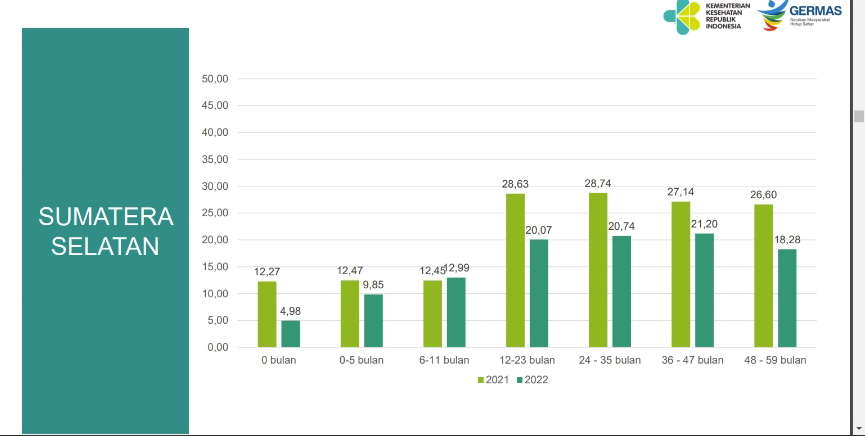 KEMENTERIAN
KESEHATAN
REPUBLIK
INDONESIA
GERMAS
Gerakan Masyarakat
Hidup Sehat
SUMATERA
SELATAN
50,00
45,00
40,00
35,00
30,00
25,00
20,00
15,00
10,00
5,00
0,00
12,27
4,98
12,47
9,85
12,45
12,99
28,63
20,07
28,74
20,74
27,14
21,20
26,60
18,28
0 bulan
0-5 bulan
6-11 bulan
12-23 bulan
24 - 35 bulan
36 - 47 bulan
48 - 59 bulan
2021 2022